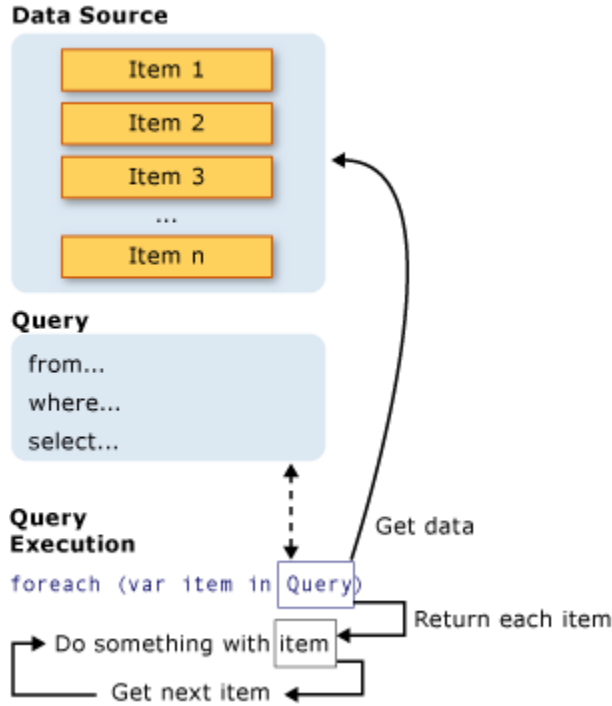 Data Source
Item 1
Item 2
Item 3
...
Item n
Query
from...
where...
select...
Query
Execution
Get data
foreach (var item in Query)
Return each item
Do something with item
Get next item